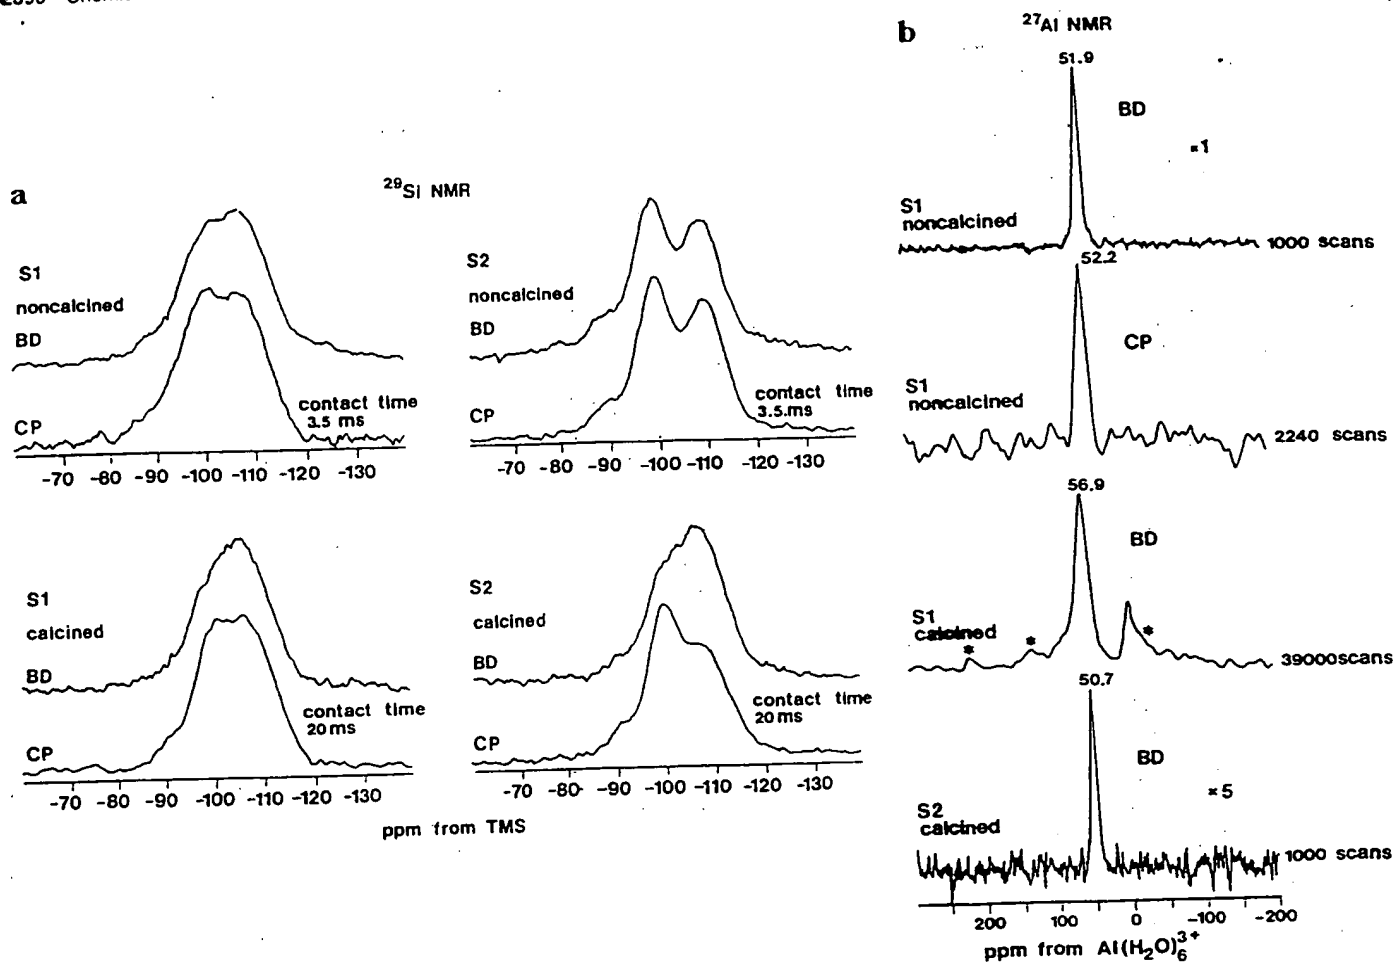 a
29Si NMR
S1
noncalcined
BD
CP
contact time
3.5 ms
-70 -80 -90 -100 -110 -120 -130
S2
noncalcined
BD
CP
contact time
3.5.ms
-70 -80 -90 -100 -110 -120 -130
S1
calcined
BD
CP
contact time
20 ms
-70 -80 -90 -100 -110 -120 -130
S2
calcined
BD
CP
contact time
20 ms
-70 -80 -90 -100 -110 -120 -130
ppm from TMS
b
27Al NMR
51.9
BD
×1
S1
noncalcined
1000 scans
52.2
CP
S1
noncalcined
2240 scans
56.9
BD
S1
calcined
* * *
39000scans
50.7
BD
×5
S2
calcined
1000 scans
200 100 0 -100 -200
ppm from Al(H2O)6 3+